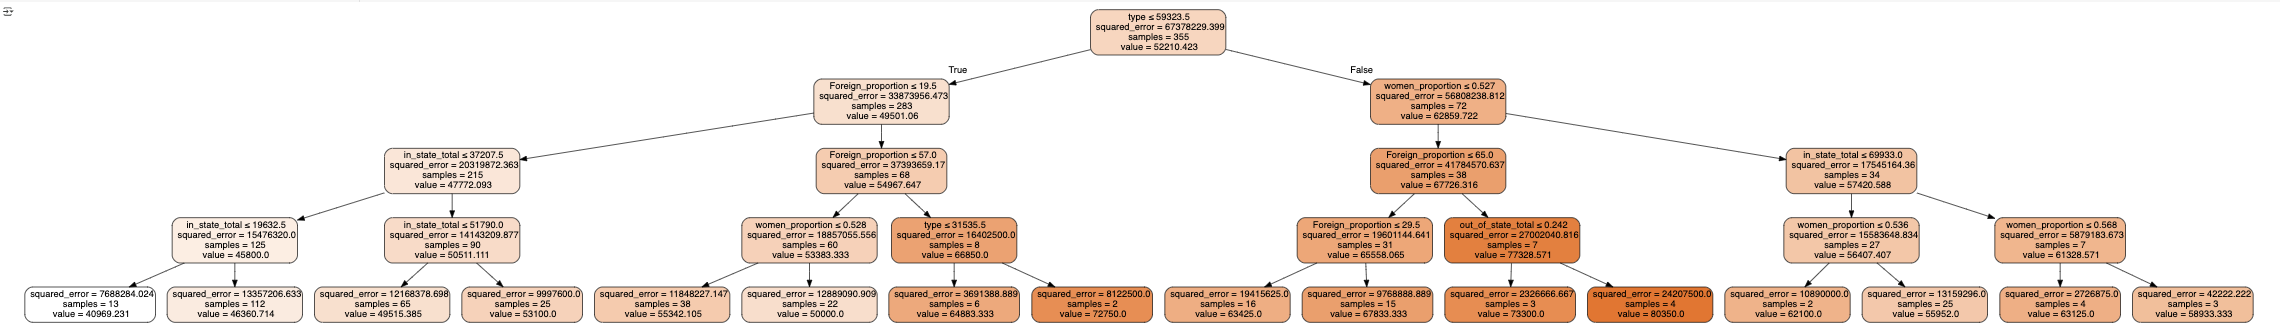 type ≤ 59323.5
squared_error = 67378229.399
samples = 355
value = 52210.423
True
False
Foreign_proportion ≤ 19.5
squared_error = 33873956.473
samples = 283
value = 49501.06
women_proportion ≤ 0.527
squared_error = 56808238.812
samples = 72
value = 62859.722
in_state_total ≤ 37207.5
squared_error = 20319872.363
samples = 215
value = 47772.093
Foreign_proportion ≤ 57.0
squared_error = 37393659.17
samples = 68
value = 54967.647
Foreign_proportion ≤ 65.0
squared_error = 41784570.637
samples = 38
value = 67726.316
in_state_total ≤ 69933.0
squared_error = 17545164.36
samples = 34
value = 57420.588
in_state_total ≤ 19632.5
squared_error = 15476320.0
samples = 125
value = 45800.0
in_state_total ≤ 51790.0
squared_error = 14143209.877
samples = 90
value = 50511.111
women_proportion ≤ 0.528
squared_error = 18857055.556
samples = 60
value = 53383.333
type ≤ 31535.5
squared_error = 16402500.0
samples = 8
value = 66850.0
Foreign_proportion ≤ 29.5
squared_error = 19601144.641
samples = 31
value = 65558.065
out_of_state_total ≤ 0.242
squared_error = 27002040.816
samples = 7
value = 77328.571
women_proportion ≤ 0.536
squared_error = 15583648.834
samples = 27
value = 56407.407
women_proportion ≤ 0.568
squared_error = 5879183.673
samples = 7
value = 61328.571
squared_error = 7688284.024
samples = 13
value = 40969.231
squared_error = 13357206.633
samples = 112
value = 46360.714
squared_error = 12168378.698
samples = 65
value = 49515.385
squared_error = 9997600.0
samples = 25
value = 53100.0
squared_error = 11848227.147
samples = 38
value = 55342.105
squared_error = 12889090.909
samples = 22
value = 50000.0
squared_error = 3691388.889
samples = 6
value = 64883.333
squared_error = 8122500.0
samples = 2
value = 72750.0
squared_error = 19415625.0
samples = 16
value = 63425.0
squared_error = 9768888.889
samples = 15
value = 67833.333
squared_error = 2326666.667
samples = 3
value = 73300.0
squared_error = 24207500.0
samples = 4
value = 80350.0
squared_error = 10890000.0
samples = 2
value = 62100.0
squared_error = 13159296.0
samples = 25
value = 55952.0
squared_error = 2726875.0
samples = 4
value = 63125.0
squared_error = 42222.222
samples = 3
value = 58933.333